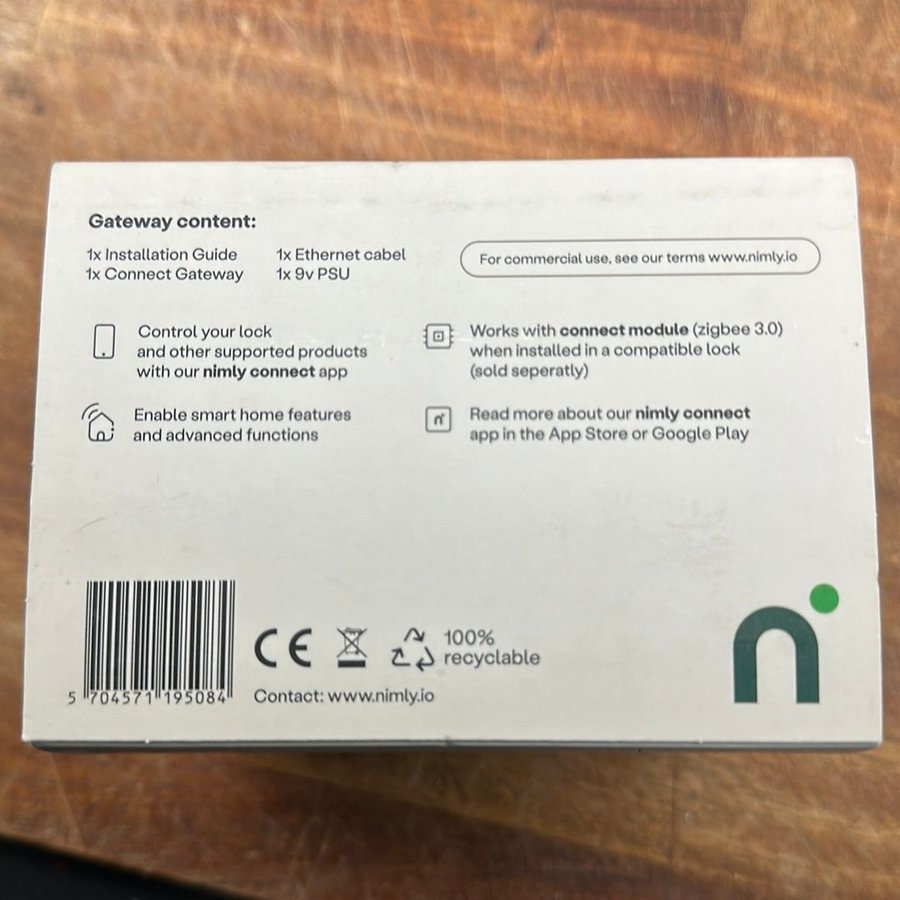 Gateway content:
1x Installation Guide
1x Connect Gateway
1x Ethernet cabel
1x 9v PSU
For commercial use, see our terms www.nimly.io
Control your lock
and other supported products
with our nimly connect app
Works with connect module (zigbee 3.0)
when installed in a compatible lock
(sold seperatly)
Enable smart home features
and advanced functions
Read more about our nimly connect
app in the App Store or Google Play
5 704571 195084
CE
100%
recyclable
Contact: www.nimly.io
n